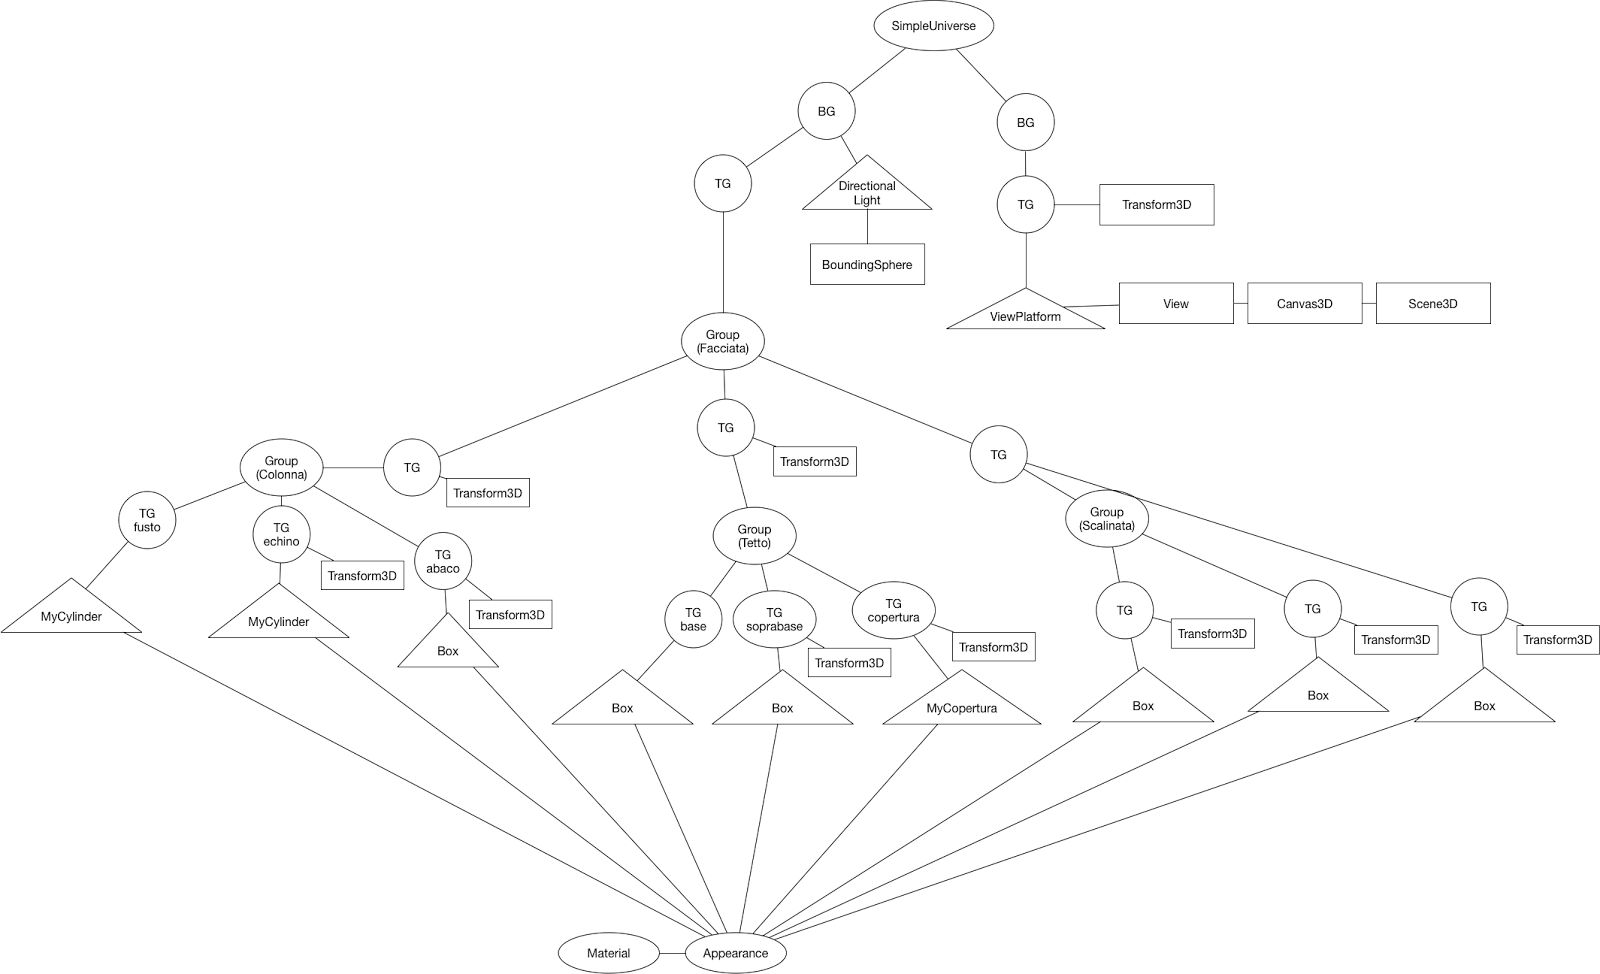 SimpleUniverse
BG
BG
TG
Directional
Light
TG
Transform3D
BoundingSphere
View
Canvas3D
Scene3D
ViewPlatform
Group
(Facciata)
TG
Transform3D
TG
Group
(Colonna)
TG
Transform3D
TG
fusto
TG
echino
Transform3D
TG
abaco
Transform3D
MyCylinder
MyCylinder
Box
Group
(Tetto)
TG
base
TG
soprabase
Transform3D
TG
copertura
Transform3D
Box
Box
MyCopertura
Group
(Scalinata)
TG
Transform3D
TG
Transform3D
TG
Transform3D
Box
Box
Box
Material
Appearance